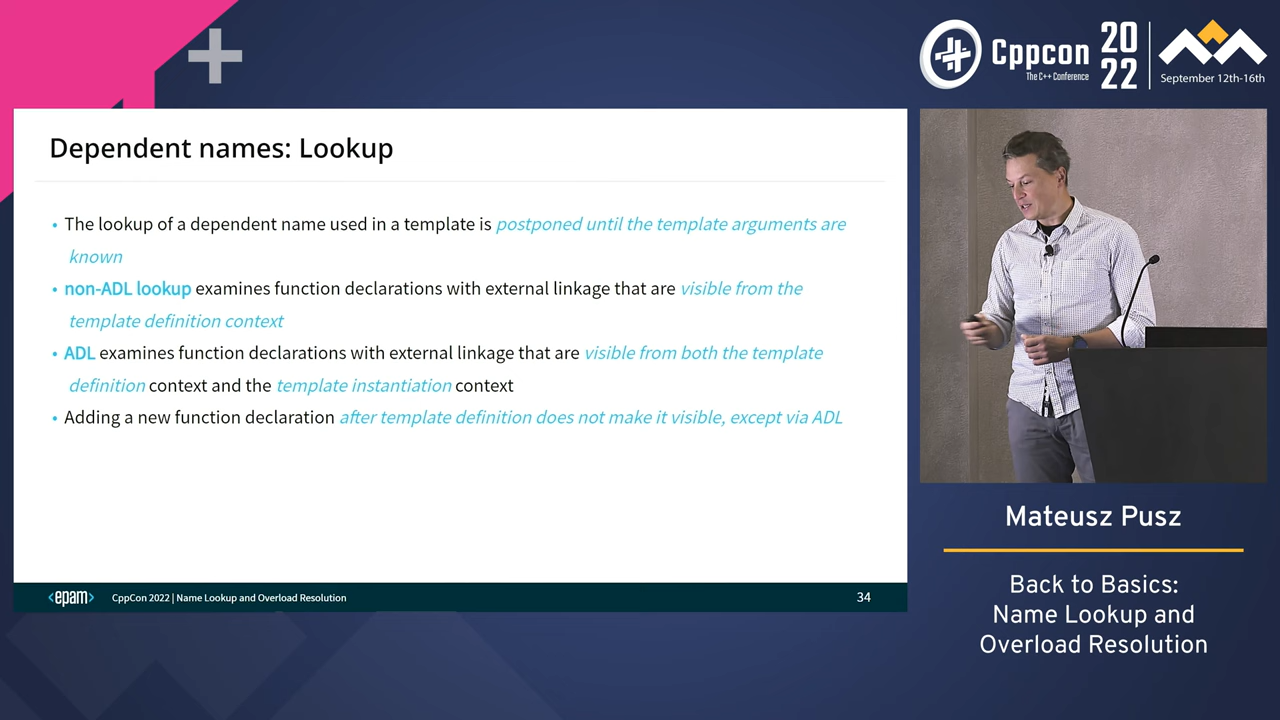 Cppcon
The C++ Conference
20
22
September 12th-16th
Dependent names: Lookup
• The lookup of a dependent name used in a template is postponed until the template arguments are
known
• non-ADL lookup examines function declarations with external linkage that are visible from the
template definition context
• ADL examines function declarations with external linkage that are visible from both the template
definition context and the template instantiation context
• Adding a new function declaration after template definition does not make it visible, except via ADL
<epam>
CppCon 2022 | Name Lookup and Overload Resolution
34
Mateusz Pusz
Back to Basics:
Name Lookup and
Overload Resolution